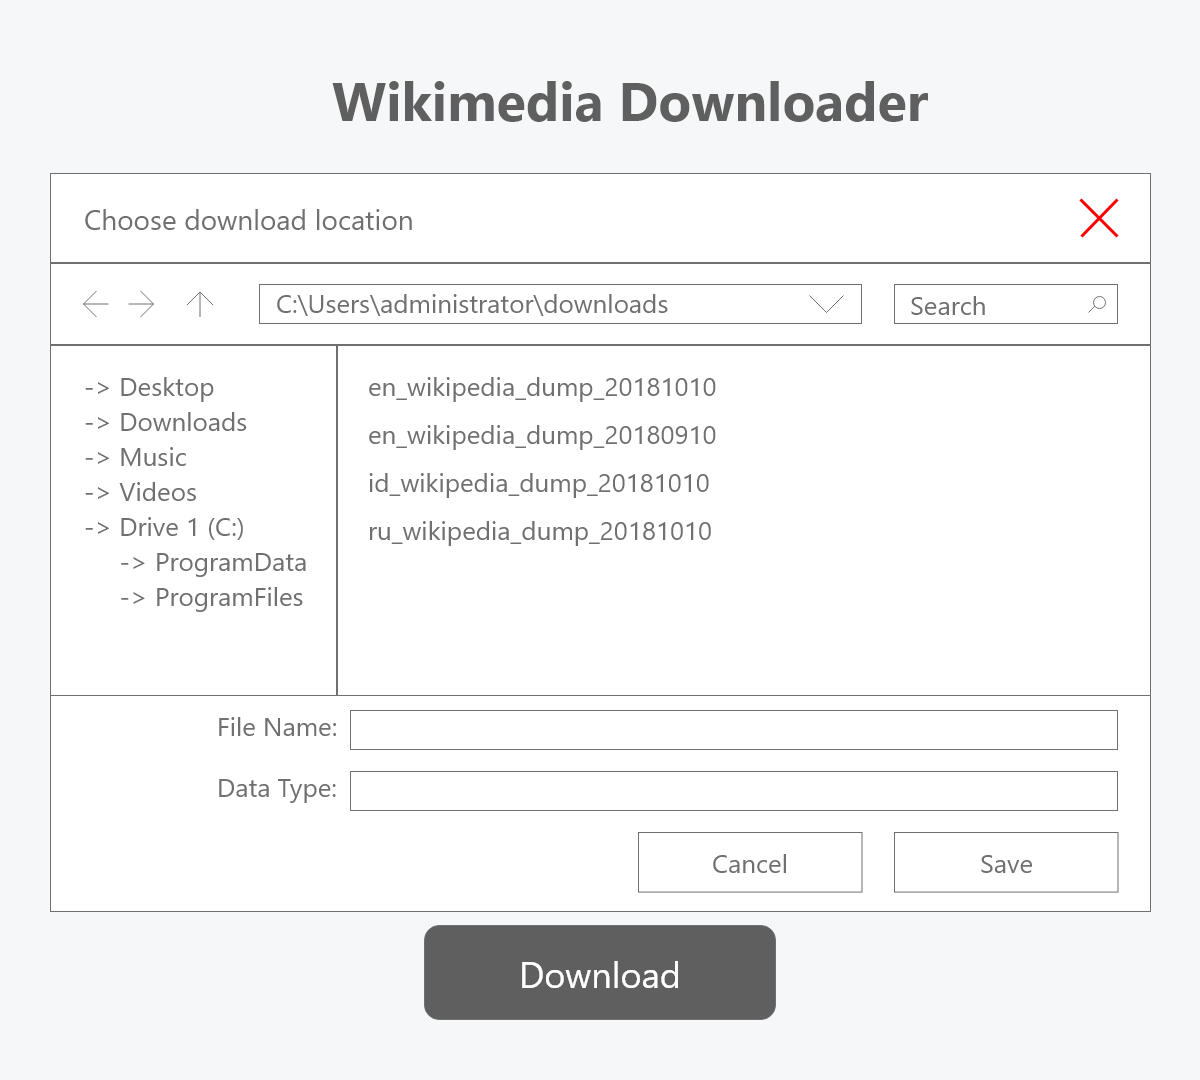 Wikimedia Downloader
Choose download location
C:\Users\administrator\downloads
Search
-> Desktop
-> Downloads
-> Music
-> Videos
-> Drive 1 (C:)
-> ProgramData
-> ProgramFiles
en_wikipedia_dump_20181010
en_wikipedia_dump_20180910
id_wikipedia_dump_20181010
ru_wikipedia_dump_20181010
File Name:
Data Type:
Cancel
Save
Download